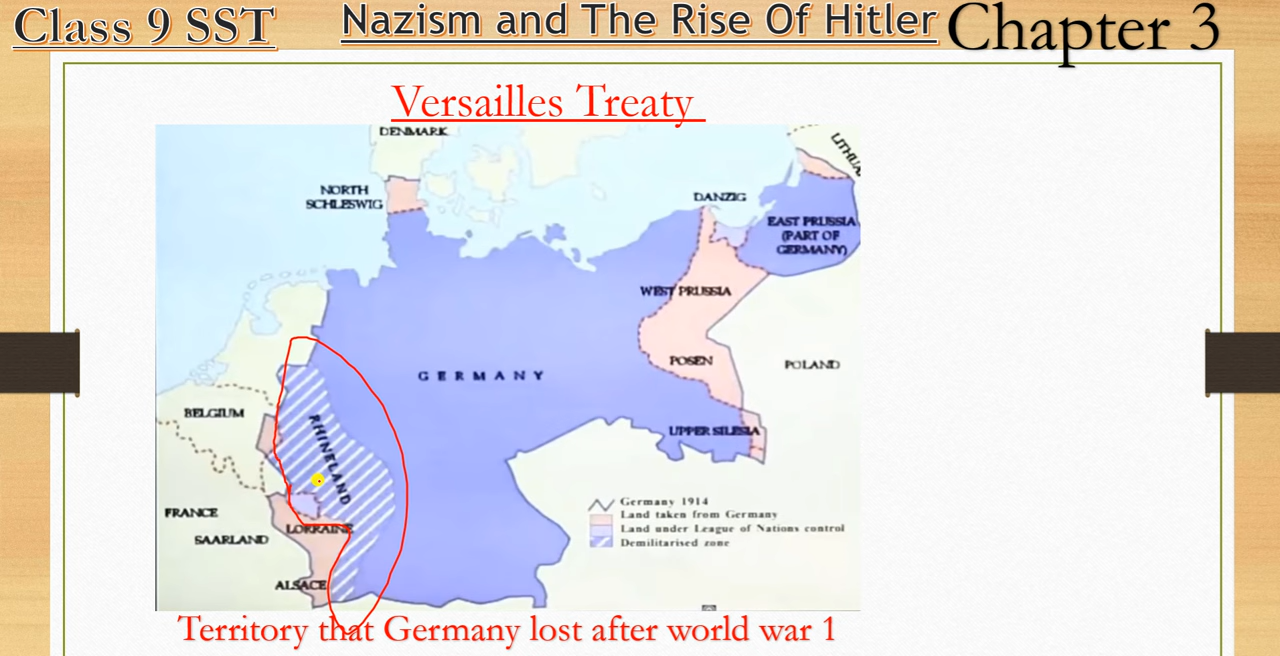 Class 9 SST
Nazism and The Rise Of Hitler
Chapter 3
Versailles Treaty
DENMARK
NORTH
SCHLESWIG
DANZIG
EAST PRUSSIA
(PART OF
GERMANY)
WEST PRUSSIA
GERMANY
POSEN
POLAND
BELGIUM
RHINELAND
UPPER SILESIA
FRANCE
LORRAINE
SAARLAND
ALSACE
Germany 1914
Land taken from Germany
Land under League of Nations control
Demilitarised zone
Territory that Germany lost after world war 1